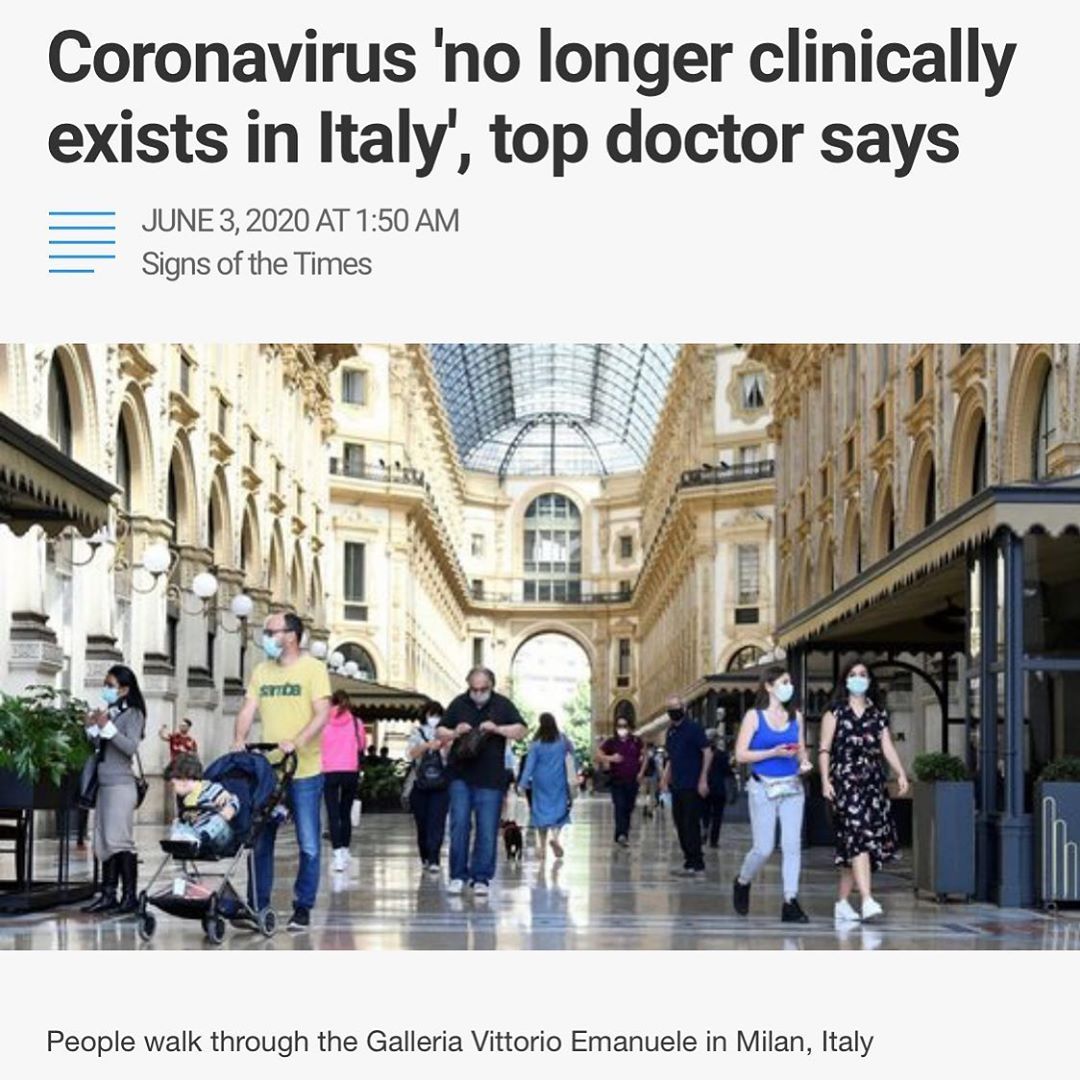 Coronavirus 'no longer clinically
exists in Italy', top doctor says
JUNE 3, 2020 AT 1:50 AM
Signs of the Times
samba
People walk through the Galleria Vittorio Emanuele in Milan, Italy